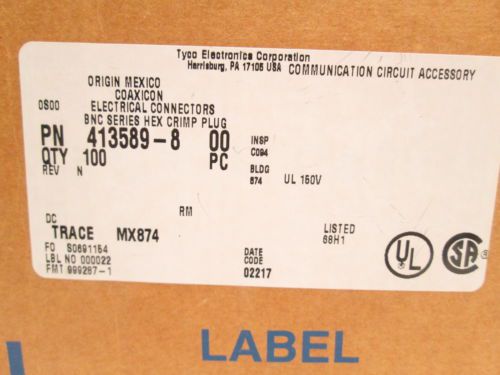 Tyco Electronics Corporation
Harrisburg, PA 17105 USA COMMUNICATION CIRCUIT ACCESSORY
ORIGIN MEXICO
COAXICON
0S00 ELECTRICAL CONNECTORS
BNC SERIES HEX CRIMP PLUG
PN 413589-8 00 INSP
QTY 100 PC C094
REV N BLDG
674 UL 150V
RM
DC
TRACE MX874 LISTED
FO S0691154 68H1
LBL NO 000022 DATE
FMT 999287-1 CODE
02217
UL
SA
LABEL